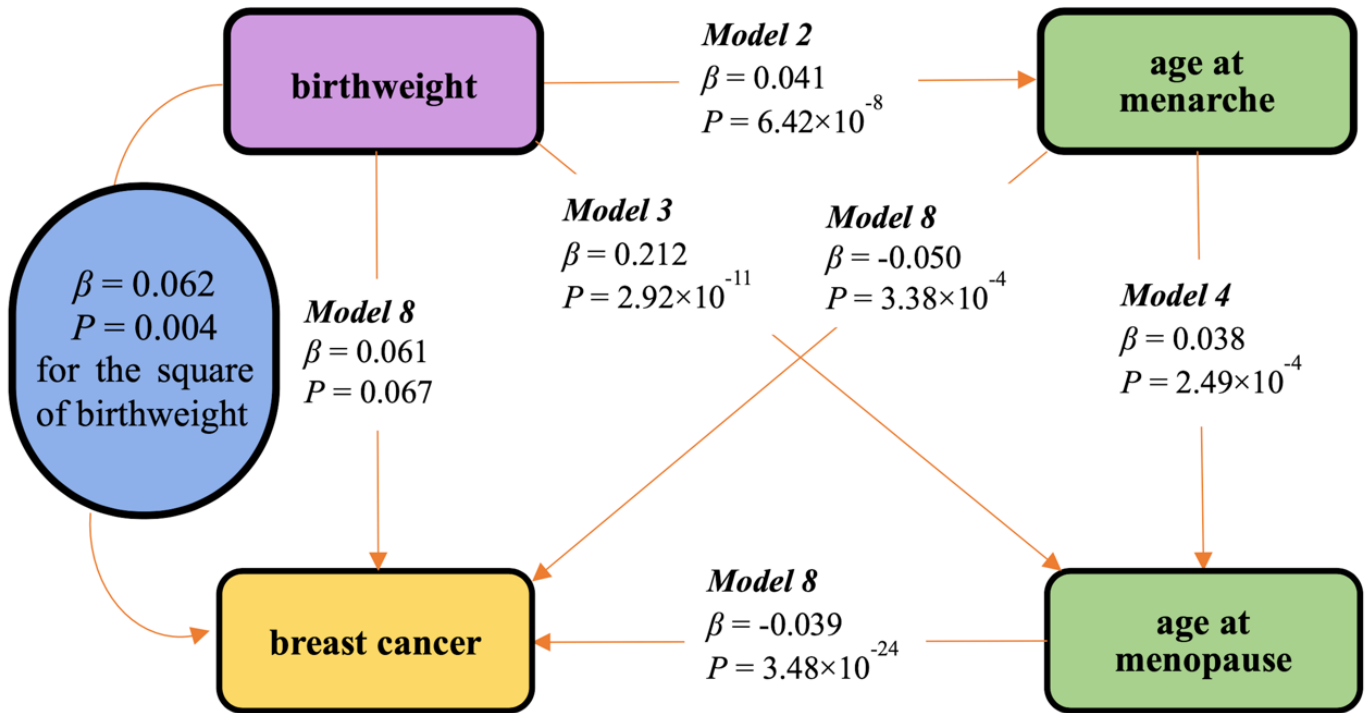 birthweight
Model 2
β = 0.041
P = 6.42×10⁻⁸
age at
menarche
β = 0.062
P = 0.004
for the square
of birthweight
Model 8
β = 0.061
P = 0.067
Model 3
β = 0.212
P = 2.92×10⁻¹¹
Model 8
β = -0.050
P = 3.38×10⁻⁴
Model 4
β = 0.038
P = 2.49×10⁻⁴
breast cancer
Model 8
β = -0.039
P = 3.48×10⁻²⁴
age at
menopause